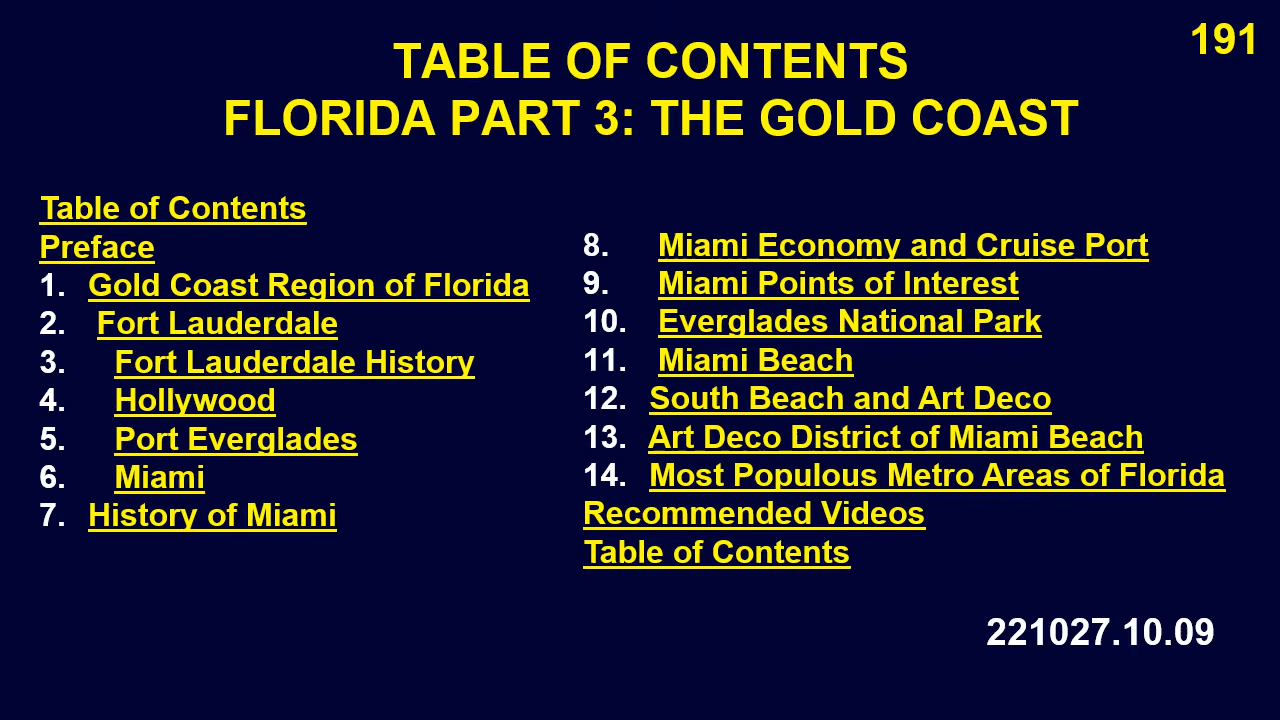 191
TABLE OF CONTENTS
FLORIDA PART 3: THE GOLD COAST
Table of Contents
Preface
1. Gold Coast Region of Florida
2. Fort Lauderdale
3. Fort Lauderdale History
4. Hollywood
5. Port Everglades
6. Miami
7. History of Miami
8. Miami Economy and Cruise Port
9. Miami Points of Interest
10. Everglades National Park
11. Miami Beach
12. South Beach and Art Deco
13. Art Deco District of Miami Beach
14. Most Populous Metro Areas of Florida
Recommended Videos
Table of Contents
221027.10.09